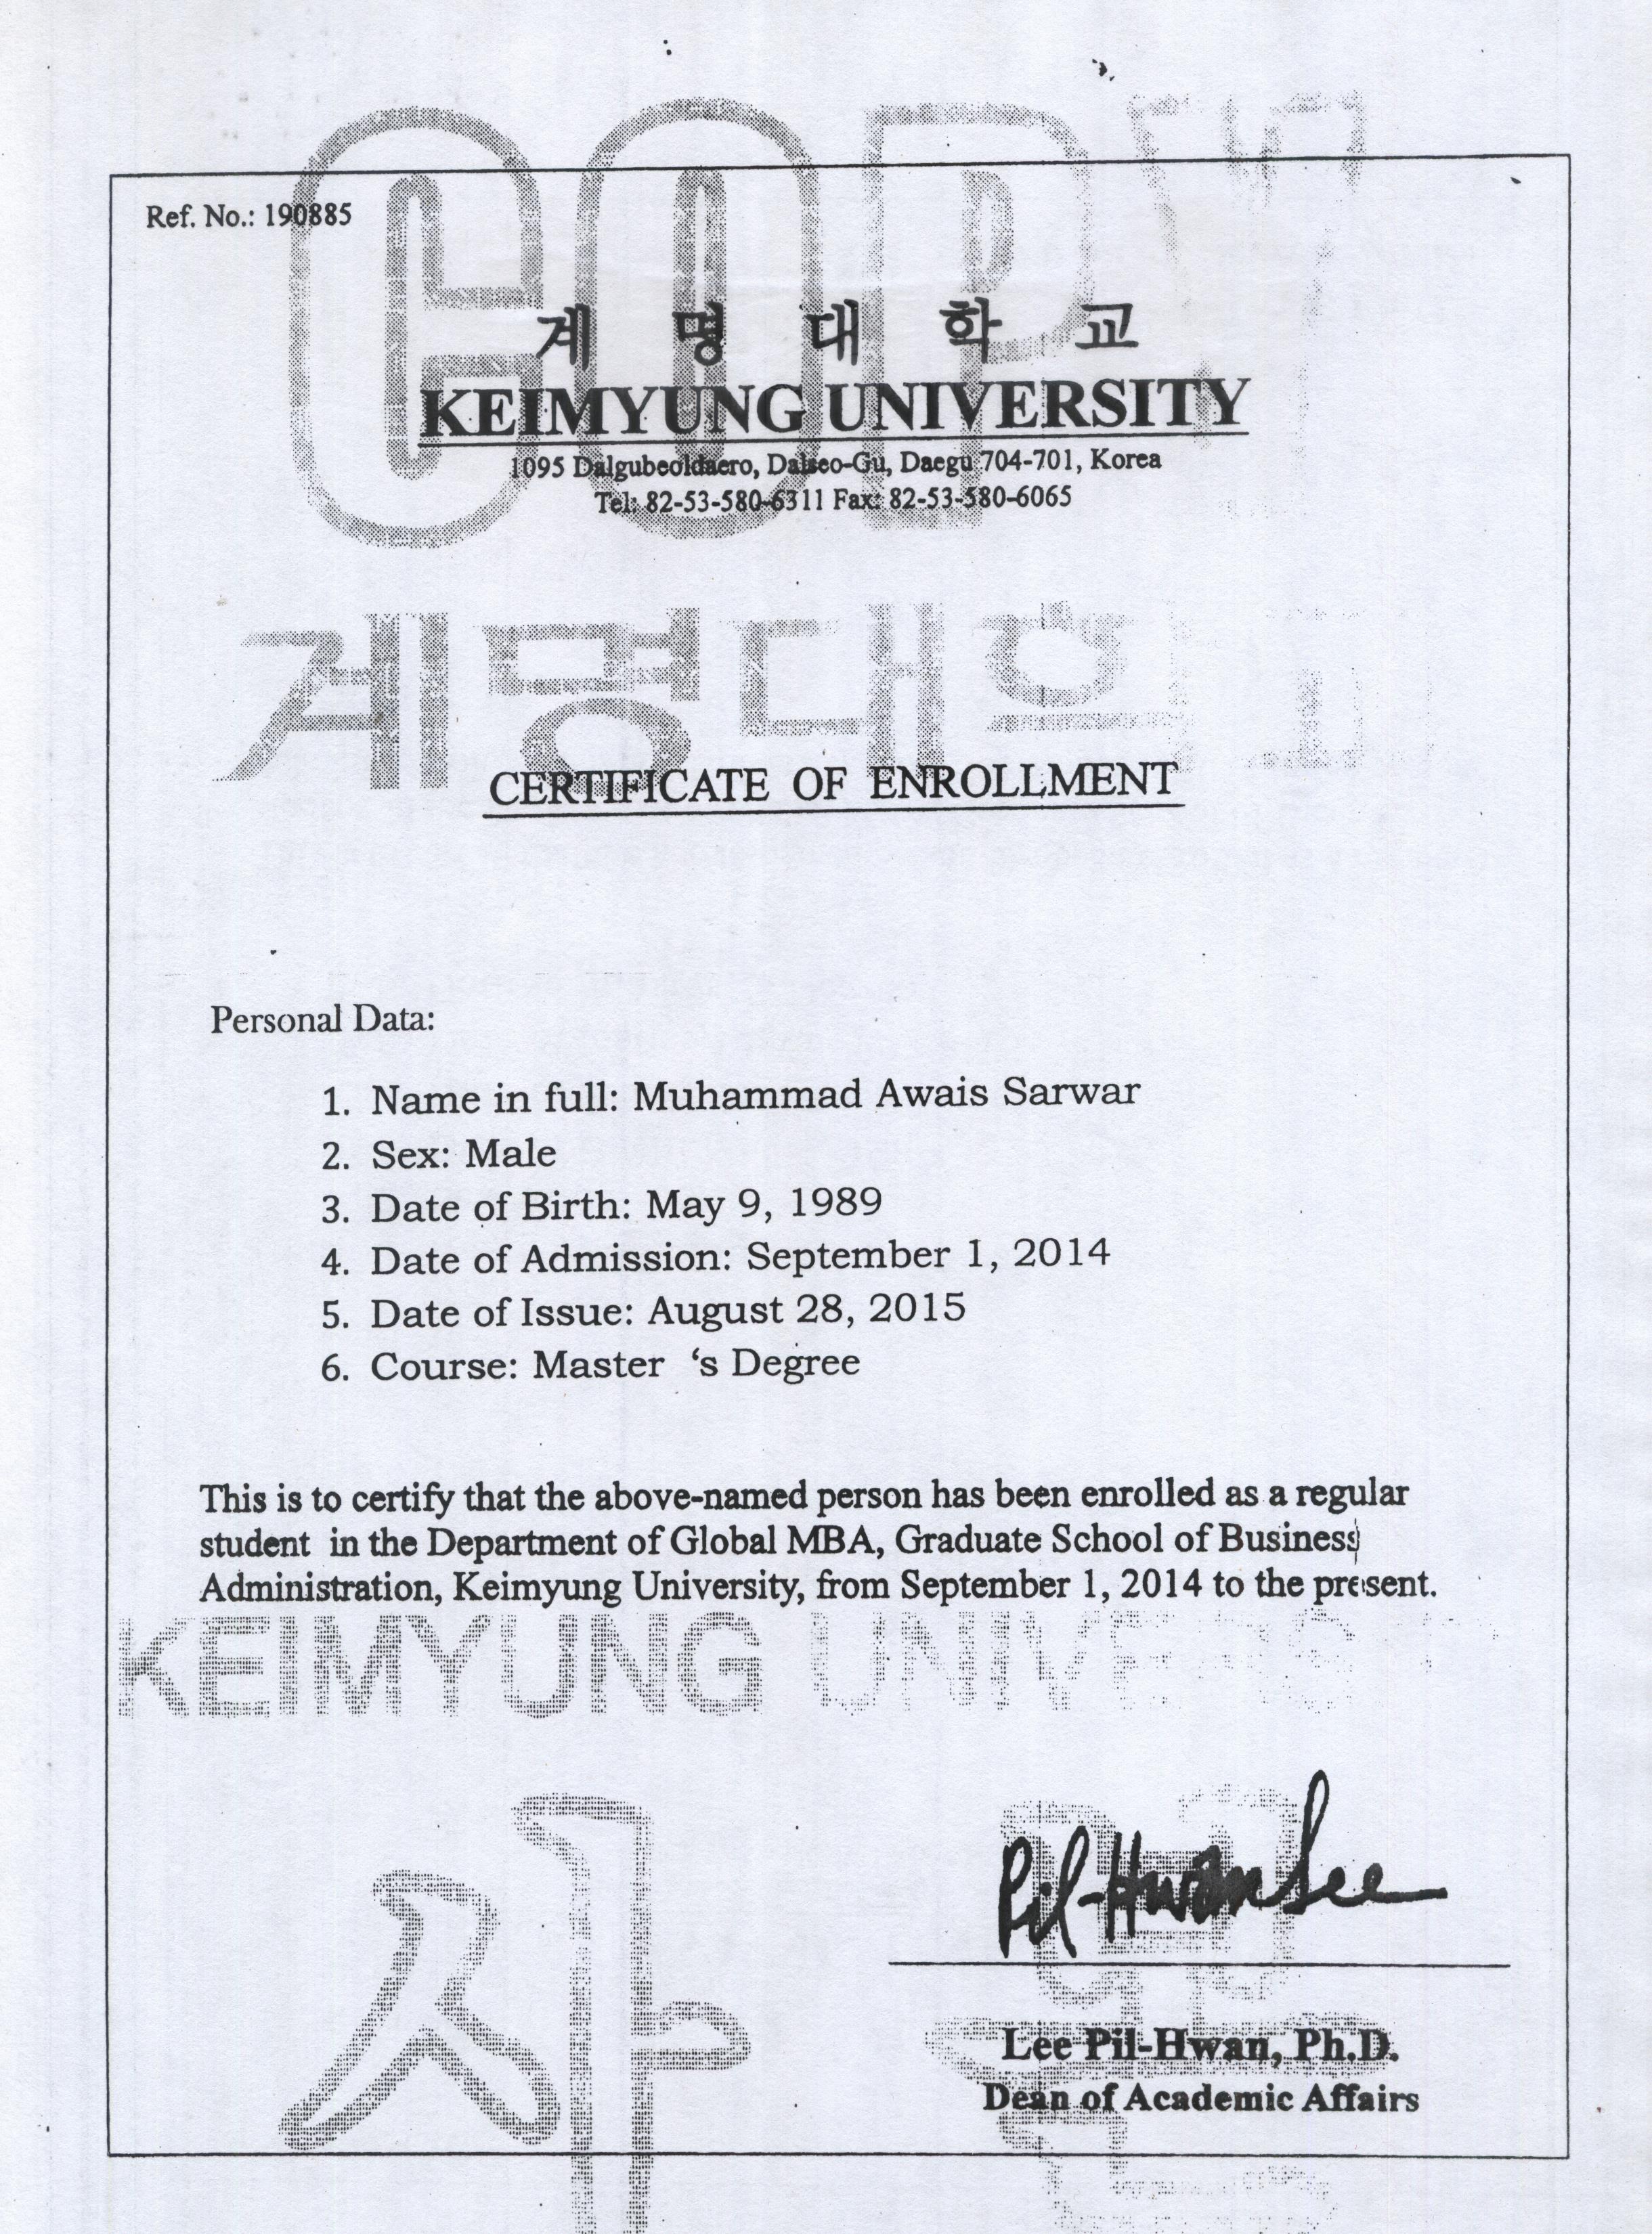 COPY
Ref. No.: 190885
계 명 대 학 교
KEIMYUNG UNIVERSITY
1095 Dalgubeoldaero, Dalseo-Gu, Daegu 704-701, Korea
Tel: 82-53-580-6311 Fax: 82-53-580-6065
계명대학교
CERTIFICATE OF ENROLLMENT
Personal Data:
1. Name in full: Muhammad Awais Sarwar
2. Sex: Male
3. Date of Birth: May 9, 1989
4. Date of Admission: September 1, 2014
5. Date of Issue: August 28, 2015
6. Course: Master ‘s Degree
This is to certify that the above-named person has been enrolled as a regular
student in the Department of Global MBA, Graduate School of Business
Administration, Keimyung University, from September 1, 2014 to the present.
KEIMYUNG UNIVERS
Pil-Hwan Lee
사
Lee Pil-Hwan, Ph.D.
Dean of Academic Affairs